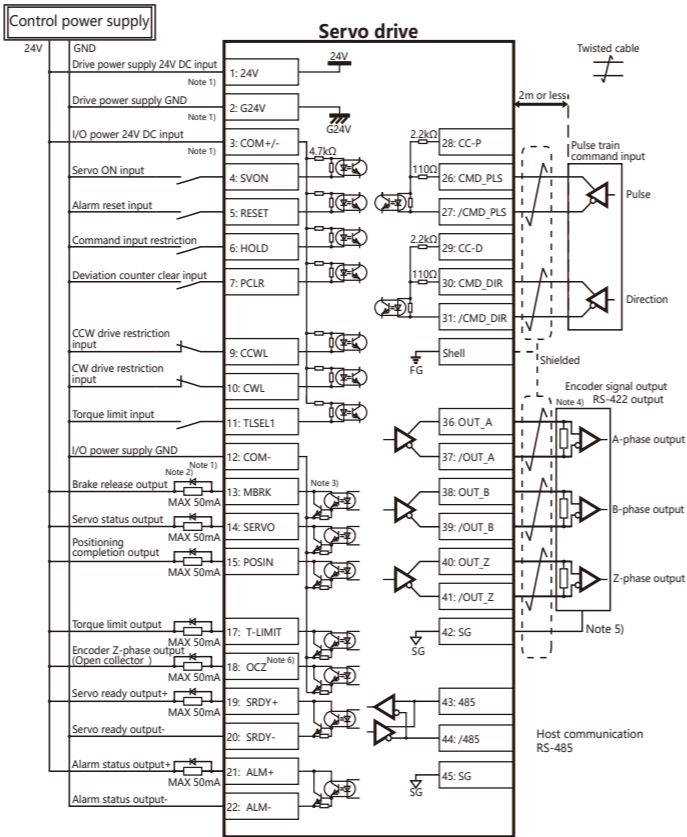 Control power supply
24V
GND
Servo drive
Twisted cable
Drive power supply 24V DC input
Note 1)
1: 24V
24V
Drive power supply GND
Note 1)
2: G24V
G24V
2m or less
I/O power 24V DC input
Note 1)
3: COM+/-
4.7kΩ
2.2kΩ
28: CC-P
Pulse train
command input
Servo ON input
4: SVON
110Ω
26: CMD_PLS
Pulse
Alarm reset input
5: RESET
27: /CMD_PLS
Command input restriction
6: HOLD
2.2kΩ
29: CC-D
Deviation counter clear input
7: PCLR
110Ω
30: CMD_DIR
Direction
31: /CMD_DIR
CCW drive restriction
input
9: CCWL
FG
Shell
Shielded
CW drive restriction
input
10: CWL
Encoder signal output
RS-422 output
Note 4)
Torque limit input
11: TLSEL1
36 OUT_A
A-phase output
37: /OUT_A
I/O power supply GND
Note 1)
12: COM-
Note 2)
Brake release output
MAX 50mA
13: MBRK
Note 3)
38: OUT_B
B-phase output
Servo status output
MAX 50mA
14: SERVO
39: /OUT_B
Positioning
completion output
MAX 50mA
15: POSIN
40: OUT_Z
Z-phase output
41: /OUT_Z
Torque limit output
MAX 50mA
17: T-LIMIT
SG
42: SG
Note 5)
Encoder Z-phase output
(Open collector )
MAX 50mA
18: OCZ
Note 6)
Servo ready output+
MAX 50mA
19: SRDY+
43: 485
Servo ready output-
20: SRDY-
44: /485
Host communication
RS-485
Alarm status output+
MAX 50mA
21: ALM+
SG
45: SG
Alarm status output-
22: ALM-